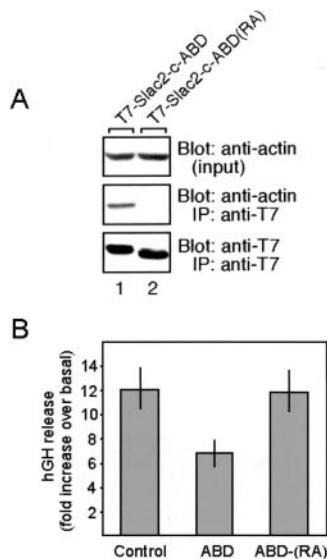 A
T7-Slac2-c-ABD
T7-Slac2-c-ABD(RA)
Blot: anti-actin
(input)
Blot: anti-actin
IP: anti-T7
Blot: anti-T7
IP: anti-T7
1 2
B
hGH release
(fold increase over basal)
14
12
10
8
6
4
2
Control ABD ABD-(RA)